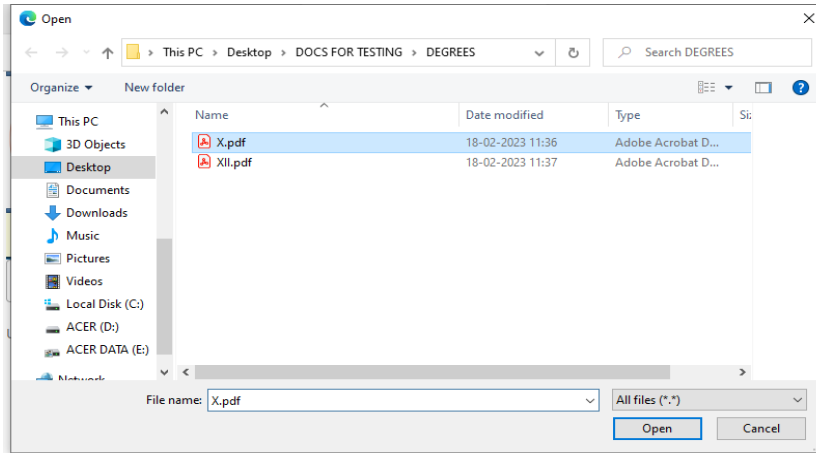 Open
This PC > Desktop > DOCS FOR TESTING > DEGREES
Search DEGREES
Organize
New folder
Name
Date modified
Type
Siz
This PC
3D Objects
Desktop
Documents
Downloads
Music
Pictures
Videos
Local Disk (C:)
ACER (D:)
ACER DATA (E:)
Network
X.pdf 18-02-2023 11:36 Adobe Acrobat D...
XII.pdf 18-02-2023 11:37 Adobe Acrobat D...
File name: X.pdf
All files (*.*)
Open
Cancel